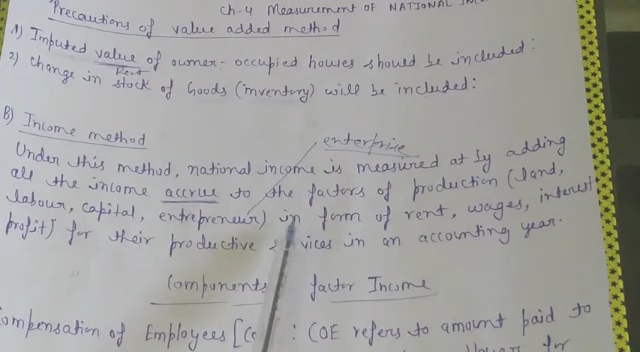 Ch-4 Measurement OF NATIONAL IN
Precautions of value added method
1) Imputed value of owner-occupied houses should be included:
Rent
2) Change in stock of Goods (inventory) will be included:
B) Income method
enterprise
Under this method, national income is measured at by adding
all the income accrue to the factors of production (land,
labour, capital, entrepreneur) in form of rent, wages, interest
profit) for their productive services in an accounting year.
Components factor Income
ompensation of Employees [Co : COE refers to amount paid to
for